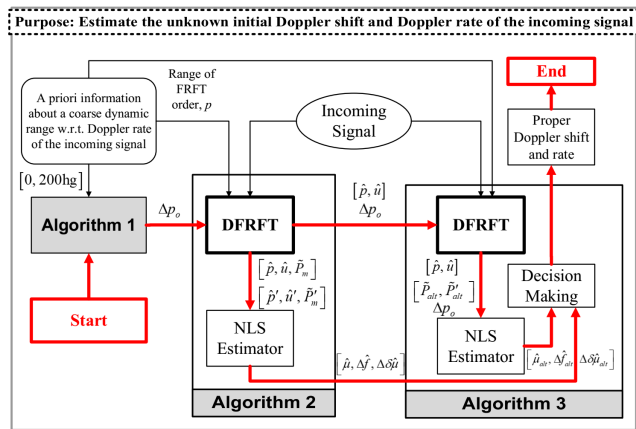 Purpose: Estimate the unknown initial Doppler shift and Doppler rate of the incoming signal
End
Range of
FRFT
order, p
A priori information
about a coarse dynamic
range w.r.t. Doppler rate
of the incoming signal
Incoming
Signal
Proper
Doppler shift
and rate
[0, 200hg]
Algorithm 1
Δp_o
DFRFT
[p̂, û]
Δp_o
DFRFT
[p̂, û, P̃_m]
[p̂′, û′, P̃′_m]
[p̂, û]
[P̃_alt, P̃′_alt]
Δp_o
Decision
Making
Start
NLS
Estimator
NLS
Estimator
[μ̂, Δf̂, Δδμ̂]
[μ̂_alt, Δf̂_alt, Δδμ̂_alt]
Algorithm 2
Algorithm 3